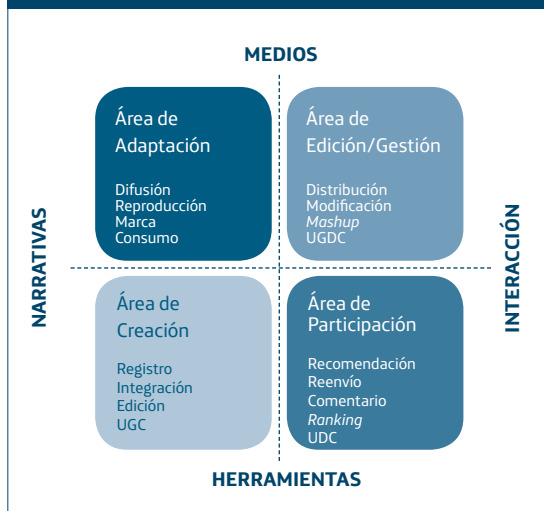 MEDIOS
Área de
Adaptación
Difusión
Reproducción
Marca
Consumo
Área de
Edición/Gestión
Distribución
Modificación
Mashup
UGDC
NARRATIVAS
INTERACCIÓN
Área de
Creación
Registro
Integración
Edición
UGC
Área de
Participación
Recomendación
Reenvío
Comentario
Ranking
UDC
HERRAMIENTAS